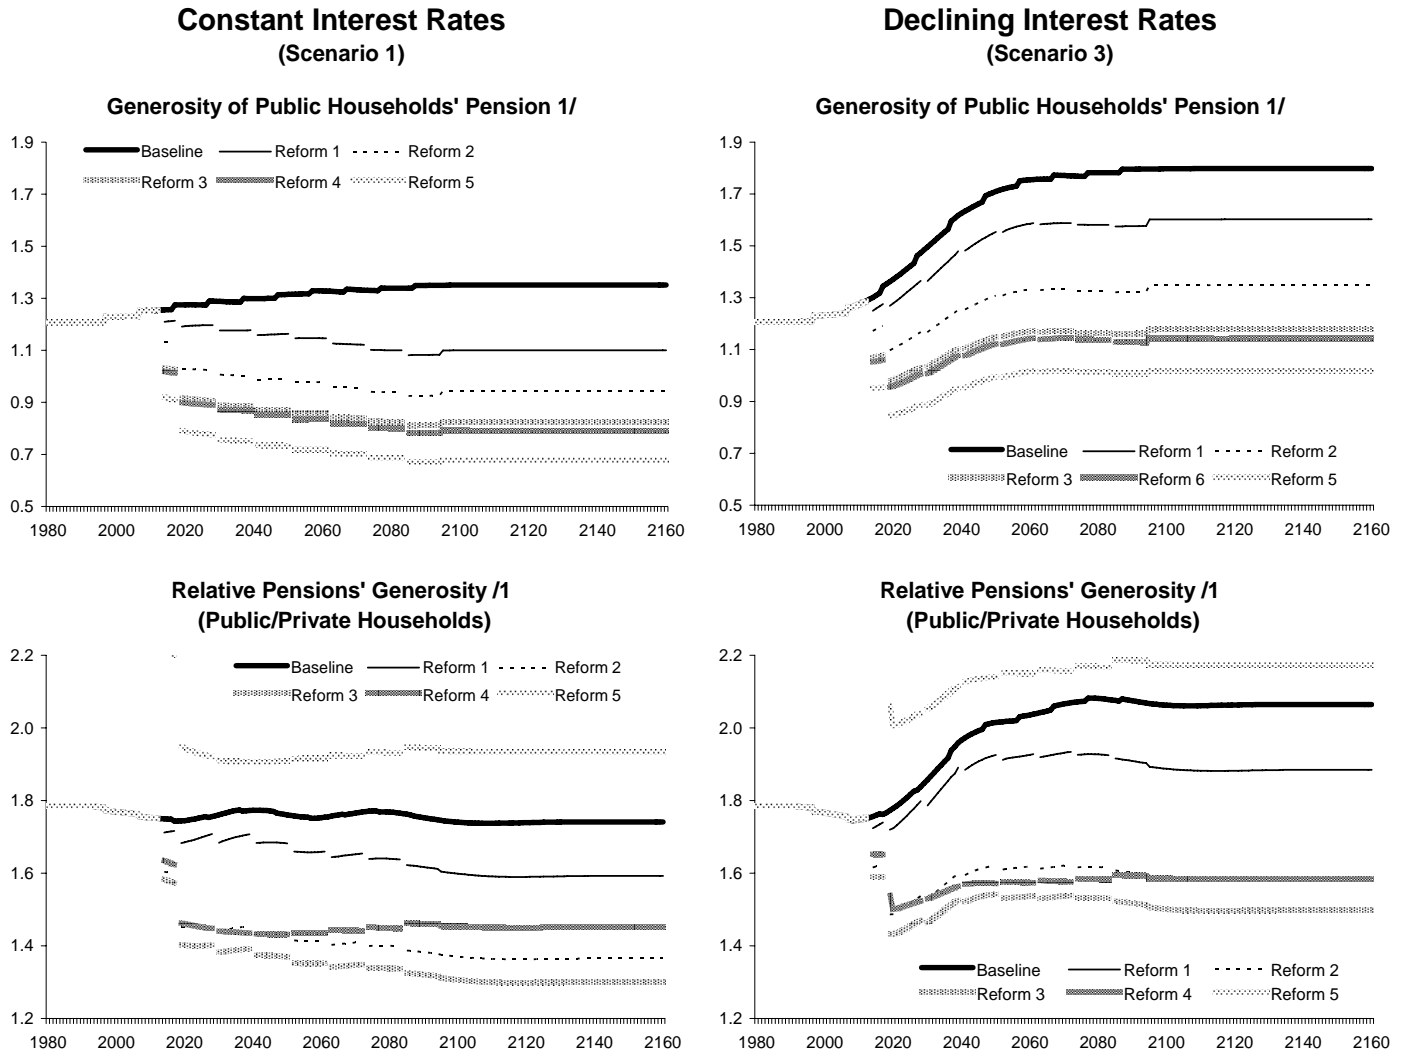 Constant Interest Rates
(Scenario 1)
Declining Interest Rates
(Scenario 3)
Generosity of Public Households' Pension 1/
1.9
1.7
1.5
1.3
1.1
0.9
0.7
0.5
Baseline Reform 1 Reform 2
Reform 3 Reform 4 Reform 5
1980 2000 2020 2040 2060 2080 2100 2120 2140 2160
Generosity of Public Households' Pension 1/
1.9
1.7
1.5
1.3
1.1
0.9
0.7
0.5
Baseline Reform 1 Reform 2
Reform 3 Reform 6 Reform 5
1980 2000 2020 2040 2060 2080 2100 2120 2140 2160
Relative Pensions' Generosity /1
(Public/Private Households)
2.2
2.0
1.8
1.6
1.4
1.2
Baseline Reform 1 Reform 2
Reform 3 Reform 4 Reform 5
1980 2000 2020 2040 2060 2080 2100 2120 2140 2160
Relative Pensions' Generosity /1
(Public/Private Households)
2.2
2.0
1.8
1.6
1.4
1.2
Baseline Reform 1 Reform 2
Reform 3 Reform 4 Reform 5
1980 2000 2020 2040 2060 2080 2100 2120 2140 2160